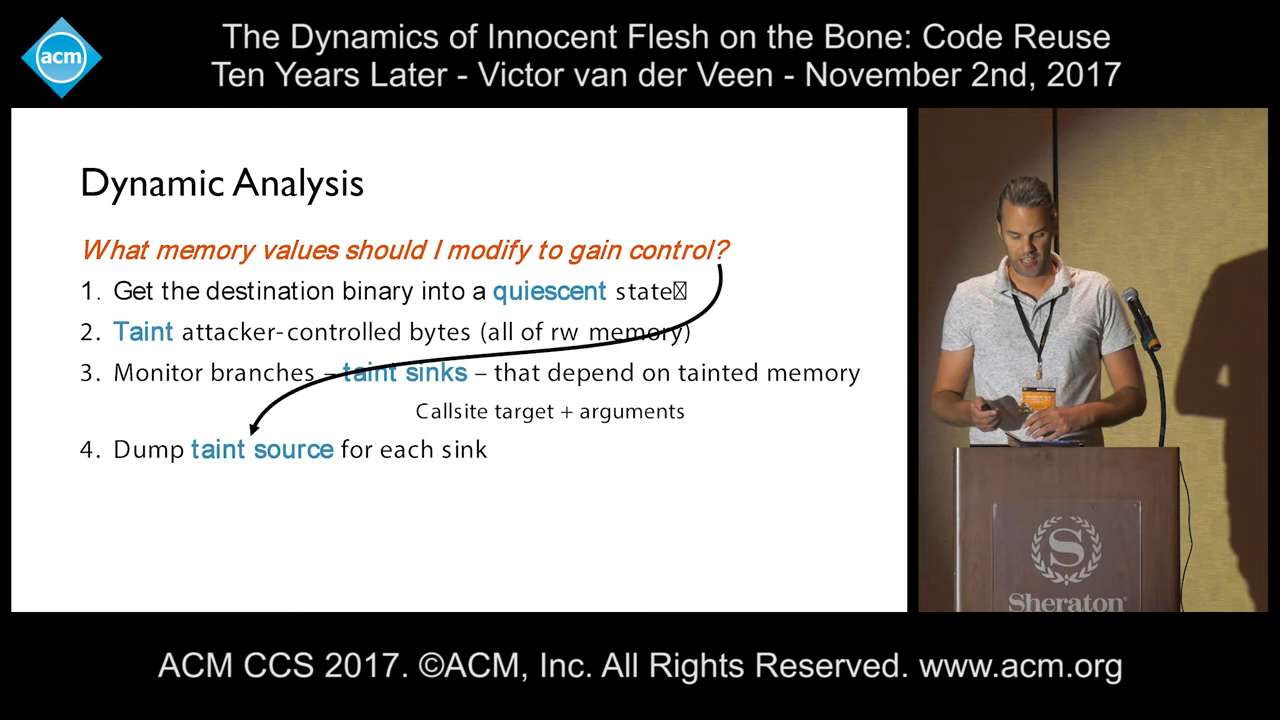 acm
The Dynamics of Innocent Flesh on the Bone: Code Reuse
Ten Years Later - Victor van der Veen - November 2nd, 2017
Dynamic Analysis
What memory values should I modify to gain control?
1. Get the destination binary into a quiescent state
2. Taint attacker-controlled bytes (all of rw memory)
3. Monitor branches – taint sinks – that depend on tainted memory
Callsite target + arguments
4. Dump taint source for each sink
S
Sheraton®
ACM CCS 2017. ©ACM, Inc. All Rights Reserved. www.acm.org